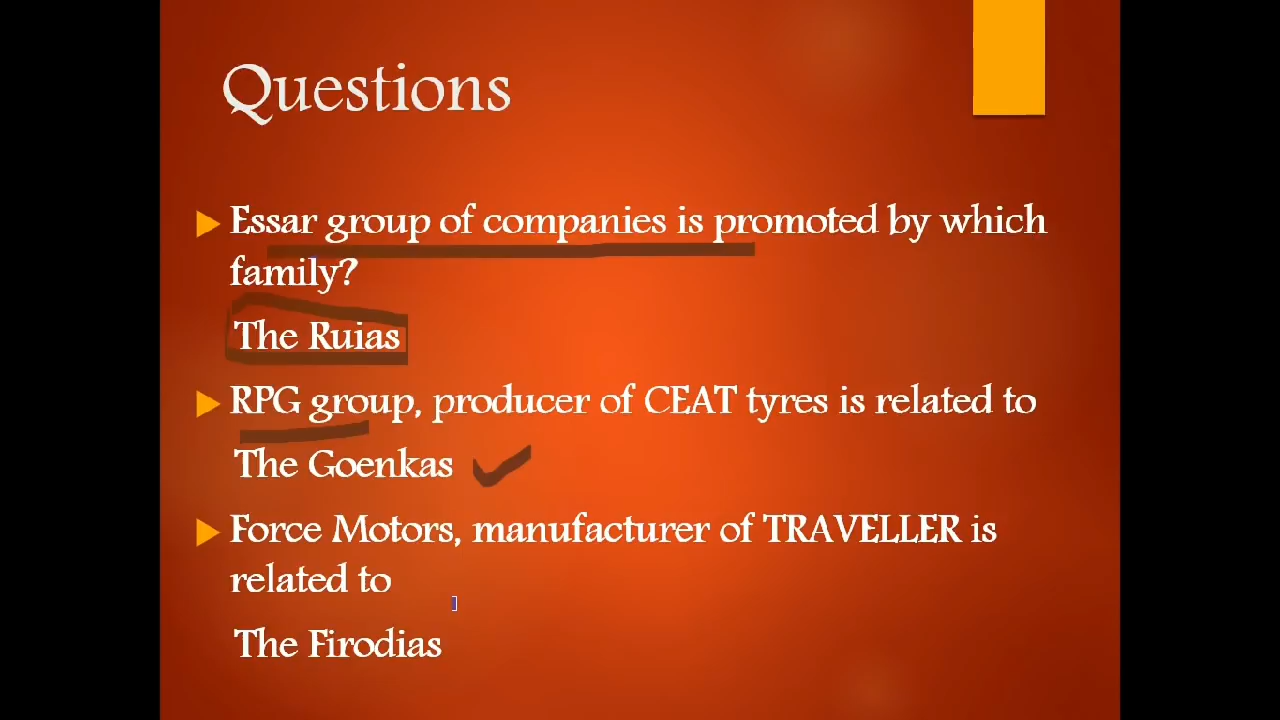 Questions
Essar group of companies is promoted by which
family?
The Ruias
RPG group, producer of CEAT tyres is related to
The Goenkas
Force Motors, manufacturer of TRAVELLER is
related to
The Firodias